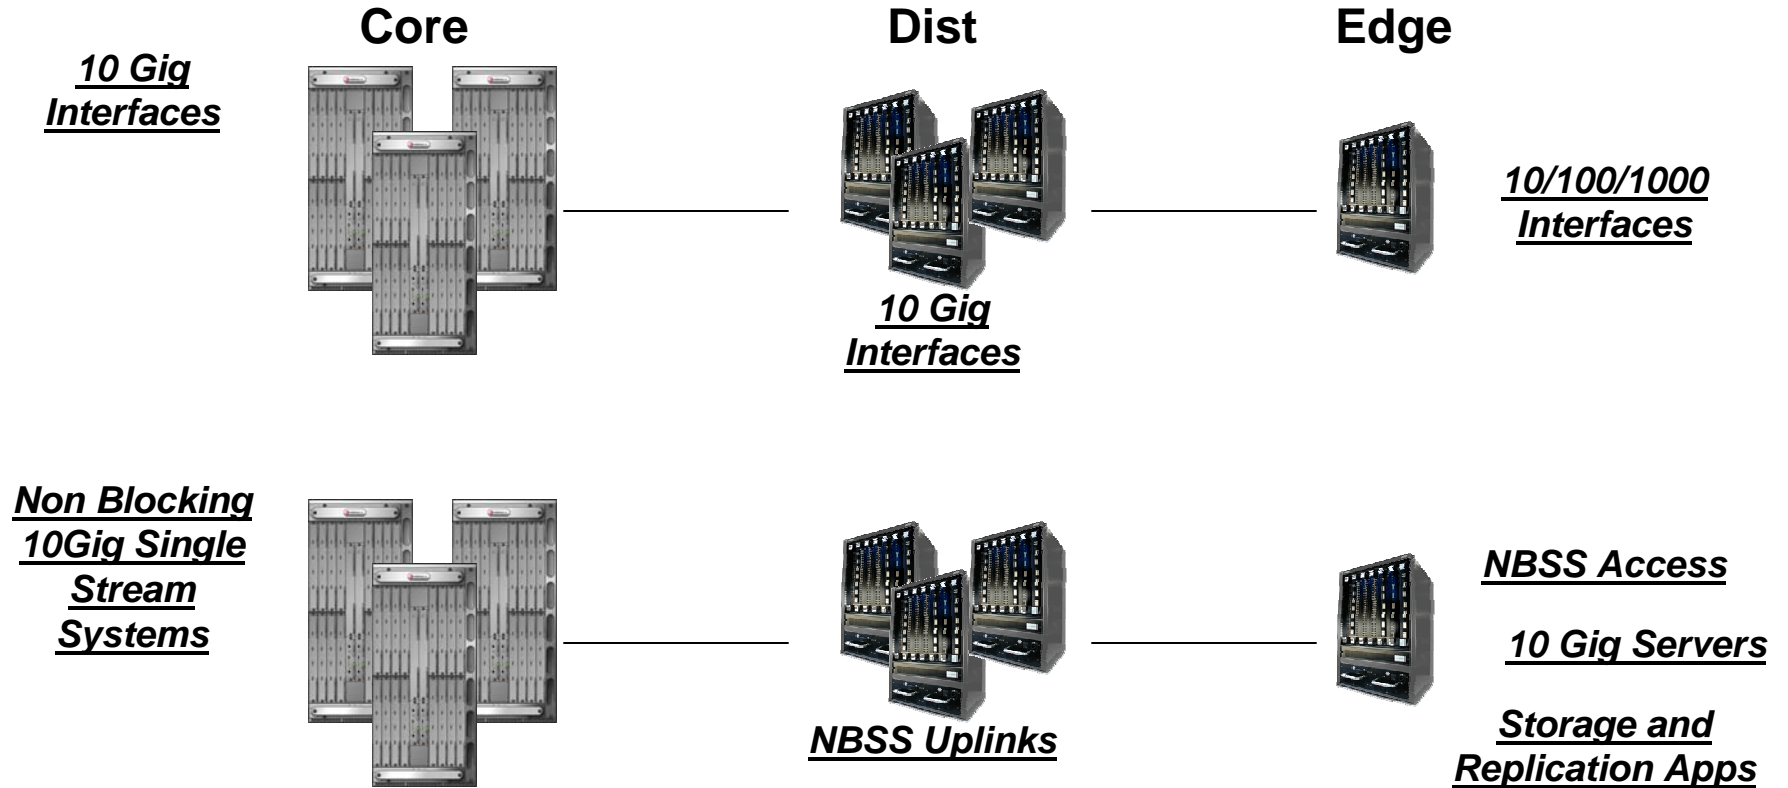 Core
Dist
Edge
10 Gig
Interfaces
10/100/1000
Interfaces
10 Gig
Interfaces
Non Blocking
10Gig Single
Stream
Systems
NBSS Access
10 Gig Servers
NBSS Uplinks
Storage and
Replication Apps